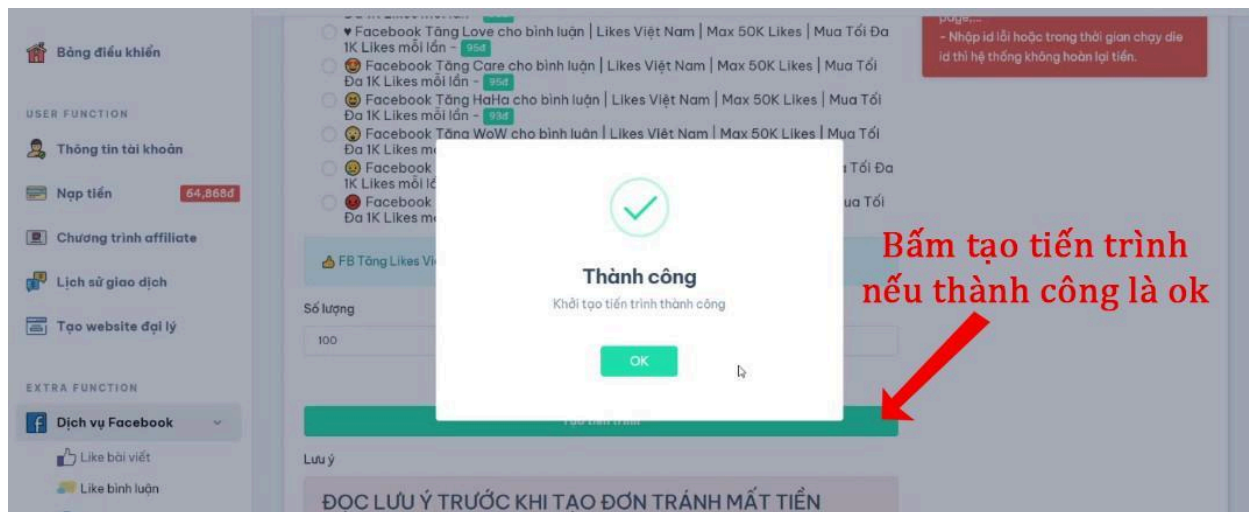 Bảng điều khiển
USER FUNCTION
Thông tin tài khoản
Nạp tiền 64,868đ
Chương trình affiliate
Lịch sử giao dịch
Tạo website đại lý
EXTRA FUNCTION
Dịch vụ Facebook
Like bài viết
Like bình luận
♥ Facebook Tăng Love cho bình luận | Likes Việt Nam | Max 50K Likes | Mua Tối Đa
1K Likes mỗi lần - 95đ
Facebook Tăng Care cho bình luận | Likes Việt Nam | Max 50K Likes | Mua Tối
Đa 1K Likes mỗi lần - 95đ
Facebook Tăng HaHa cho bình luận | Likes Việt Nam | Max 50K Likes | Mua Tối
Đa 1K Likes mỗi lần - 93đ
Facebook Tăng WoW cho bình luận | Likes Việt Nam | Max 50K Likes | Mua Tối
Đa 1K Likes
Facebook Tối Đa
1K Likes mỗi
Facebook Tối
Đa 1K Likes
FB Tăng Likes
Số lượng
100
Tạo tiến trình
Lưu ý
ĐỌC LƯU Ý TRƯỚC KHI TẠO ĐƠN TRÁNH MẤT TIỀN
Thành công
Khởi tạo tiến trình thành công
OK
page,...
- Nhập id lỗi hoặc trong thời gian chạy die
id thì hệ thống không hoàn lại tiền.
Bấm tạo tiến trình
nếu thành công là ok